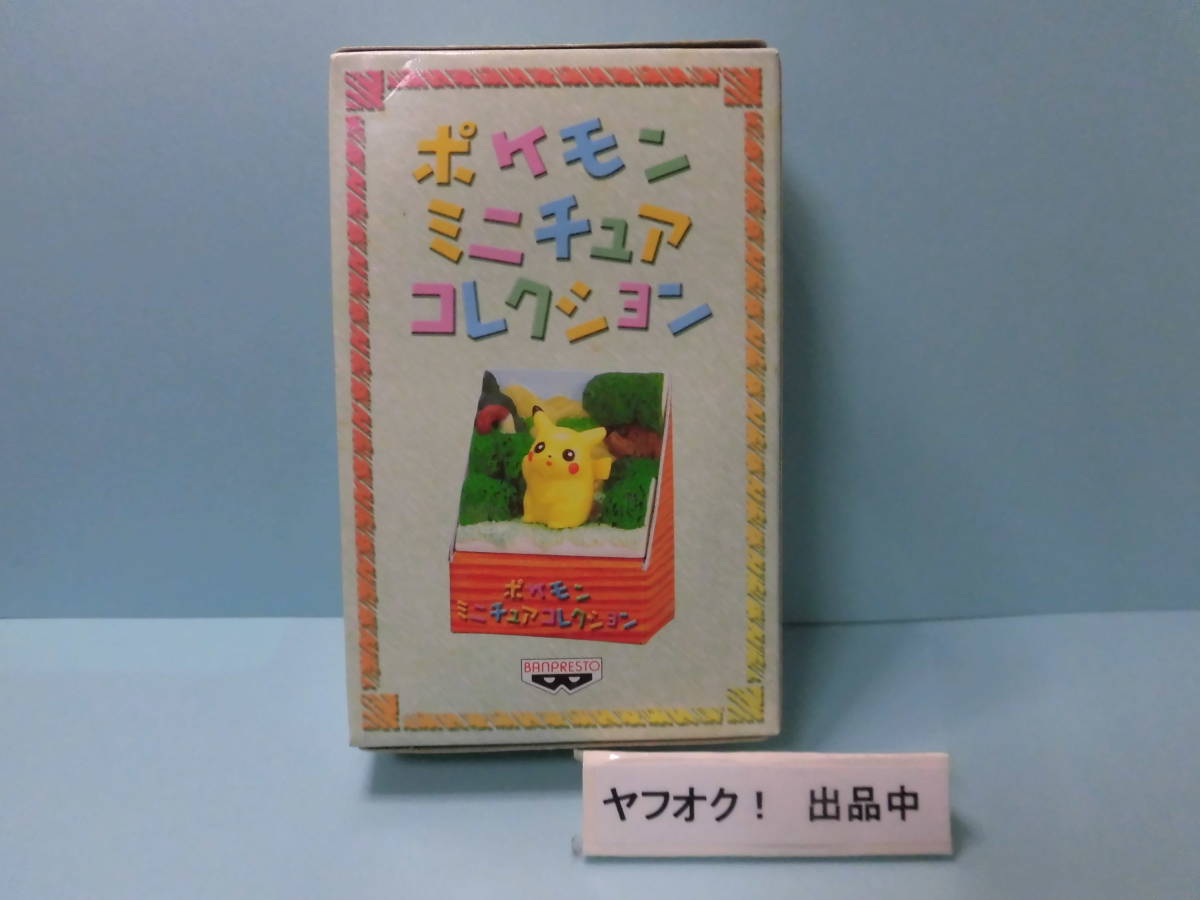 ポケモン
ミニチュア
コレクション
ポケモン
ミニチュアコレクション
BANPRESTO
ヤフオク！ 出品中